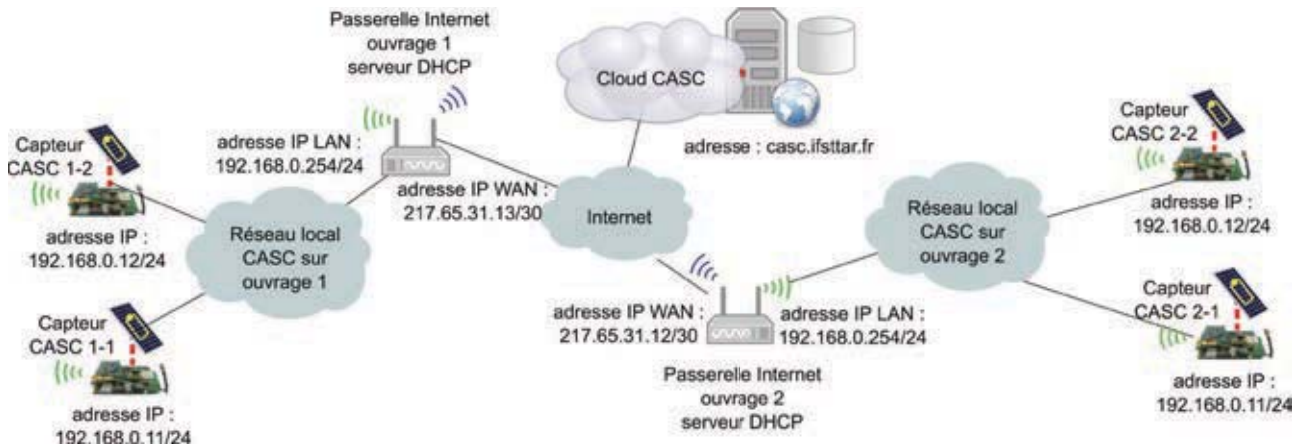 Passerelle Internet
ouvrage 1
serveur DHCP
Cloud CASC
adresse : casc.ifsttar.fr
Capteur
CASC 1-2
adresse IP :
192.168.0.12/24
adresse IP LAN :
192.168.0.254/24
adresse IP WAN :
217.65.31.13/30
Réseau local
CASC sur
ouvrage 1
Internet
Réseau local
CASC sur
ouvrage 2
Capteur
CASC 2-2
adresse IP :
192.168.0.12/24
Capteur
CASC 1-1
adresse IP :
192.168.0.11/24
adresse IP WAN :
217.65.31.12/30
adresse IP LAN :
192.168.0.254/24
Passerelle Internet
ouvrage 2
serveur DHCP
Capteur
CASC 2-1
adresse IP :
192.168.0.11/24